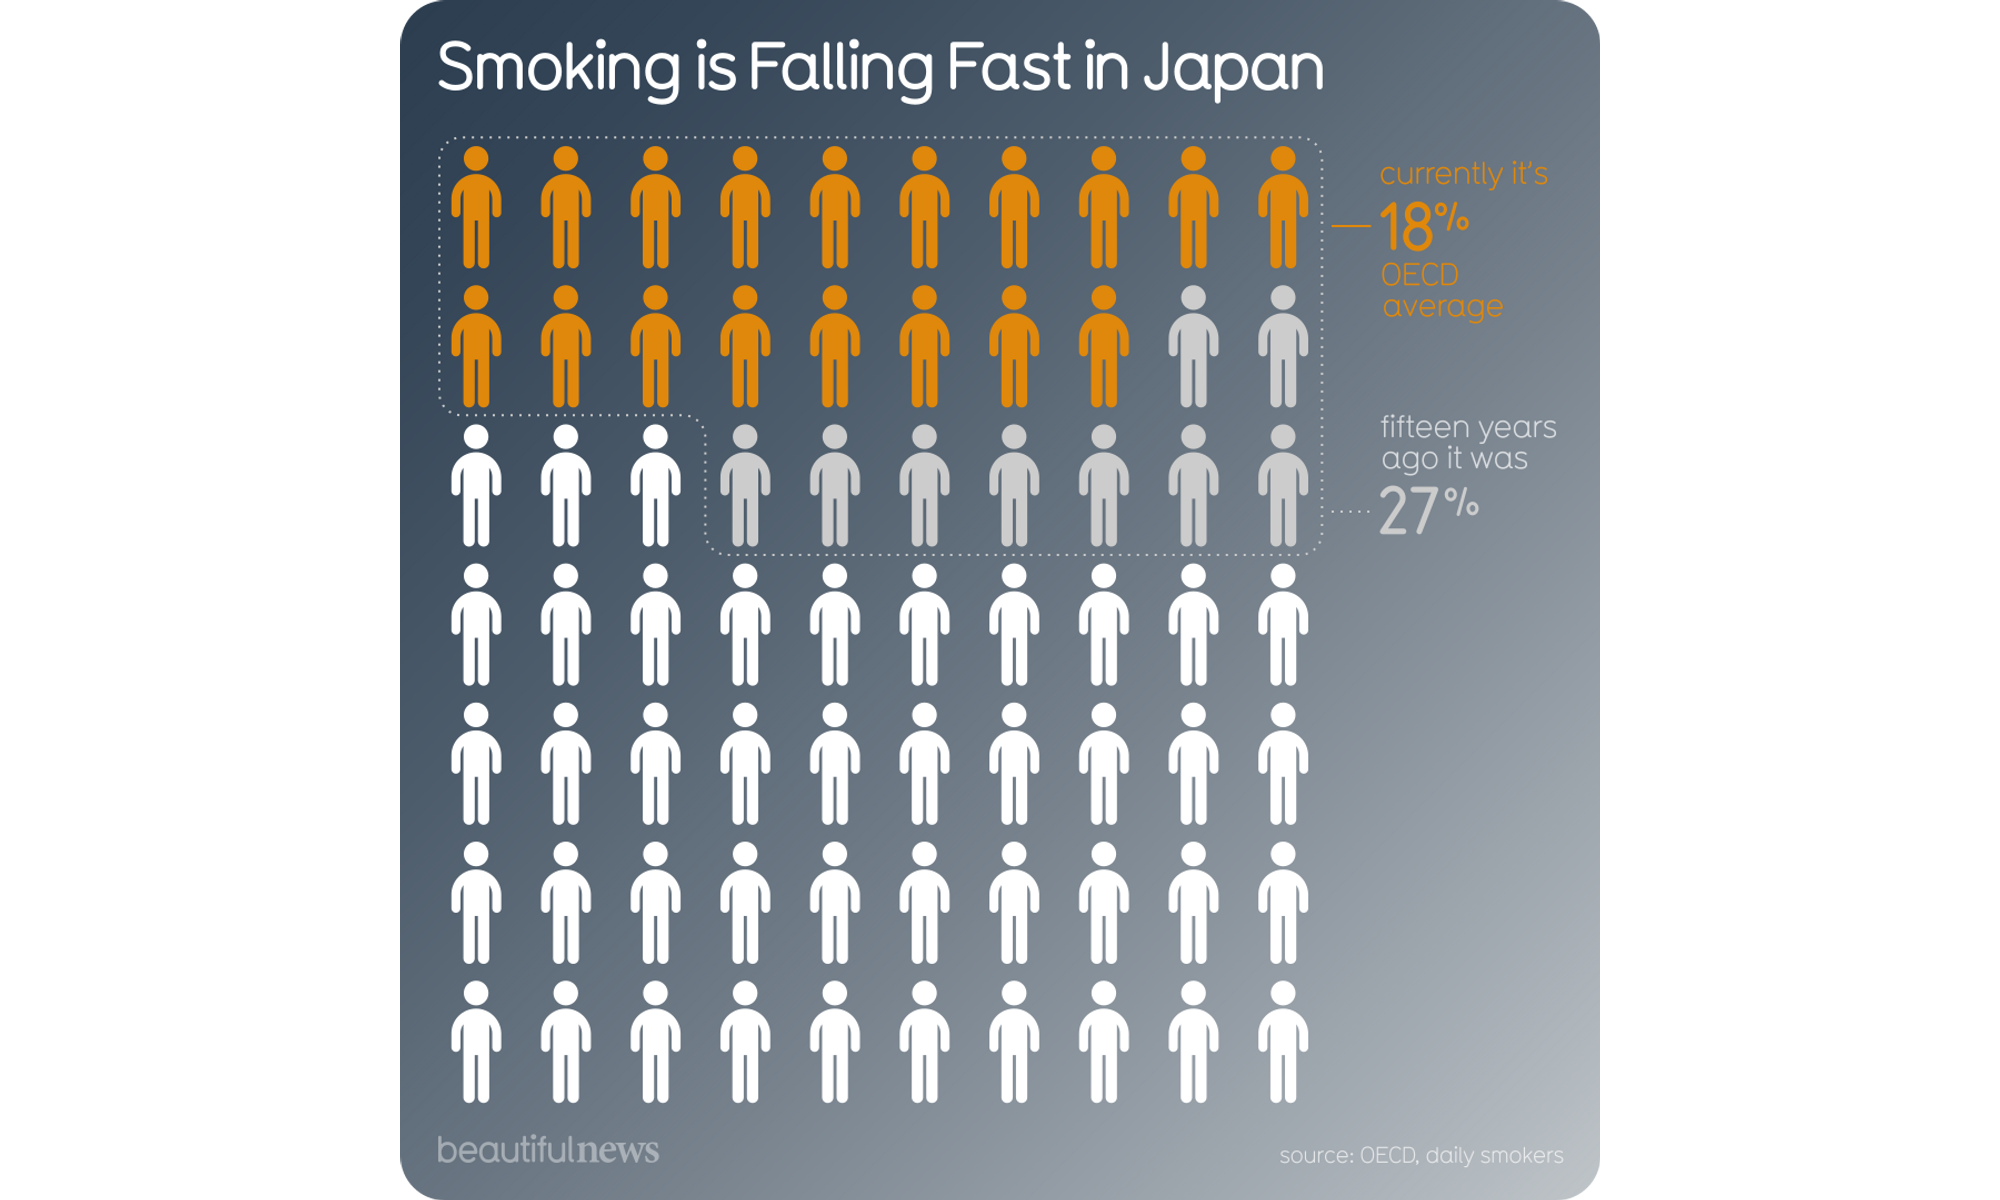 Smoking is Falling Fast in Japan
currently it's
18%
OECD
average
fifteen years
ago it was
27%
beautifulnews
source: OECD, daily smokers